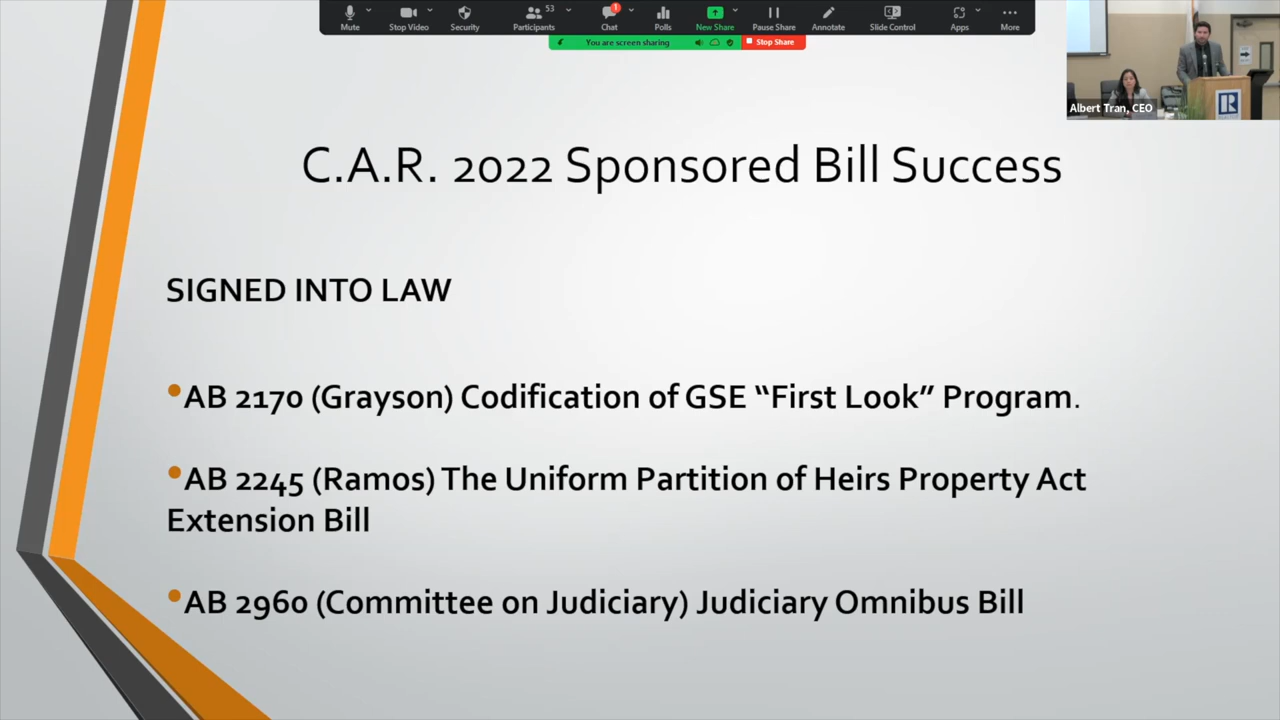 53
1
Mute
Stop Video
Security
Participants
Chat
Polls
New Share
Pause Share
Annotate
Slide Control
Apps
More
You are screen sharing
Stop Share
R
Albert Tran, CEO
C.A.R. 2022 Sponsored Bill Success
SIGNED INTO LAW
•AB 2170 (Grayson) Codification of GSE “First Look” Program.
•AB 2245 (Ramos) The Uniform Partition of Heirs Property Act
Extension Bill
•AB 2960 (Committee on Judiciary) Judiciary Omnibus Bill